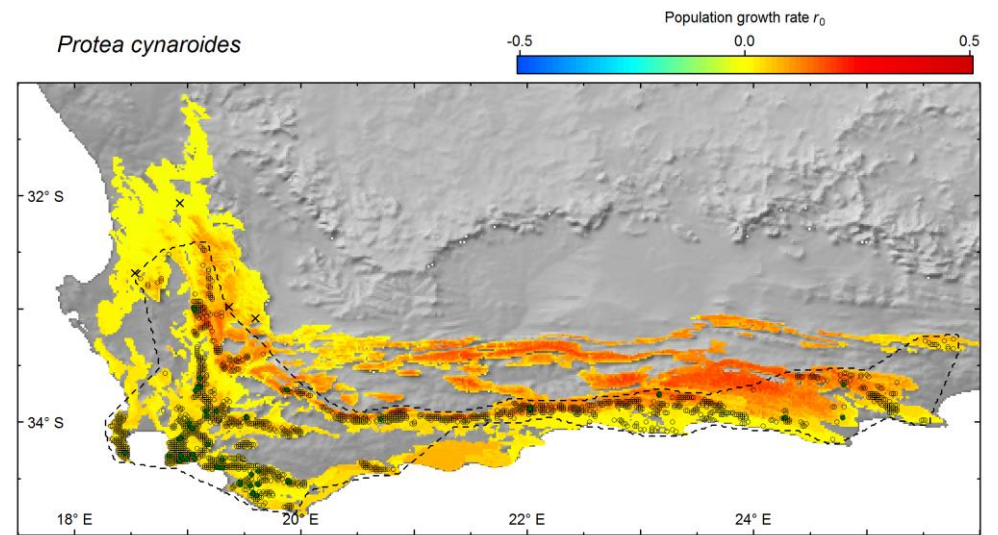 Population growth rate r₀
Protea cynaroides
-0.5 0.0 0.5
32° S
34° S
18° E 20° E 22° E 24° E